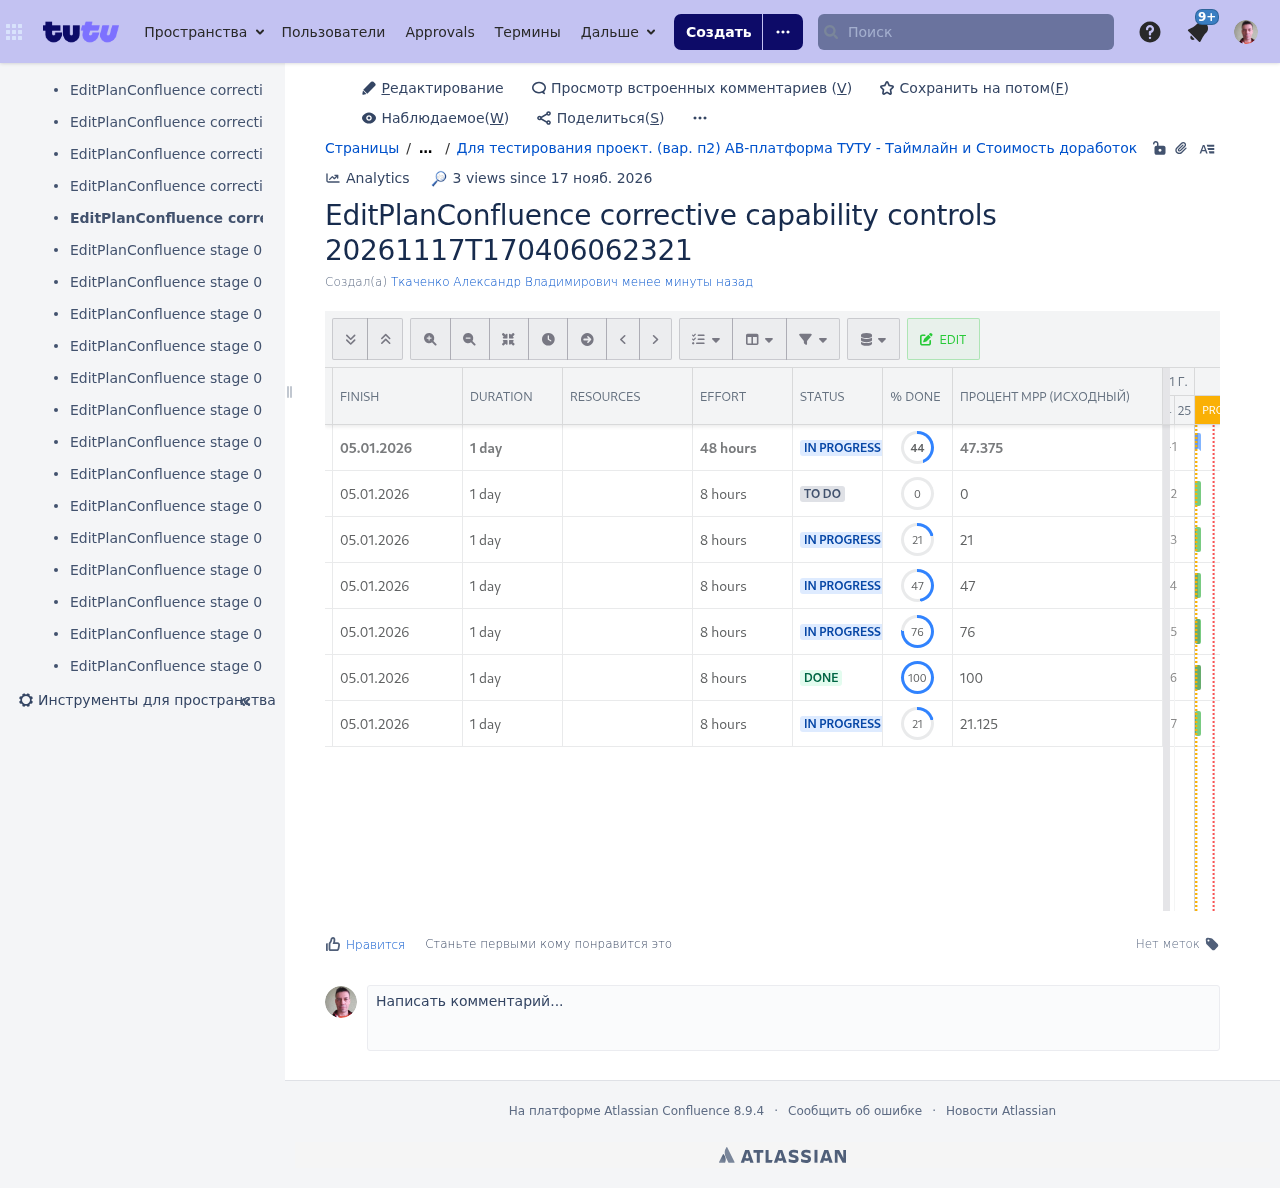 tutu Пространства Пользователи Approvals Термины Дальше Создать Поиск 9+
EditPlanConfluence correcti
EditPlanConfluence correcti
EditPlanConfluence correcti
EditPlanConfluence correcti
EditPlanConfluence corre
EditPlanConfluence stage 0
EditPlanConfluence stage 0
EditPlanConfluence stage 0
EditPlanConfluence stage 0
EditPlanConfluence stage 0
EditPlanConfluence stage 0
EditPlanConfluence stage 0
EditPlanConfluence stage 0
EditPlanConfluence stage 0
EditPlanConfluence stage 0
EditPlanConfluence stage 0
EditPlanConfluence stage 0
EditPlanConfluence stage 0
EditPlanConfluence stage 0
Инструменты для пространства
Редактирование Просмотр встроенных комментариев (V) Сохранить на потом(F)
Наблюдаемое(W) Поделиться(S)
Страницы / ... / Для тестирования проект. (вар. п2) АВ-платформа ТУТУ - Таймлайн и Стоимость доработок
Analytics 3 views since 17 нояб. 2026
EditPlanConfluence corrective capability controls
20261117T170406062321
Создал(а) Ткаченко Александр Владимирович менее минуты назад
EDIT
1 Г.
FINISH DURATION RESOURCES EFFORT STATUS % DONE ПРОЦЕНТ MPP (ИСХОДНЫЙ)
25 PRO
05.01.2026 1 day 48 hours IN PROGRESS 44 47.375 1
05.01.2026 1 day 8 hours TO DO 0 0 2
05.01.2026 1 day 8 hours IN PROGRESS 21 21 3
05.01.2026 1 day 8 hours IN PROGRESS 47 47 4
05.01.2026 1 day 8 hours IN PROGRESS 76 76 5
05.01.2026 1 day 8 hours DONE 100 100 6
05.01.2026 1 day 8 hours IN PROGRESS 21 21.125 7
Нравится Станьте первыми кому понравится это Нет меток
Написать комментарий...
На платформе Atlassian Confluence 8.9.4 · Сообщить об ошибке · Новости Atlassian
ATLASSIAN